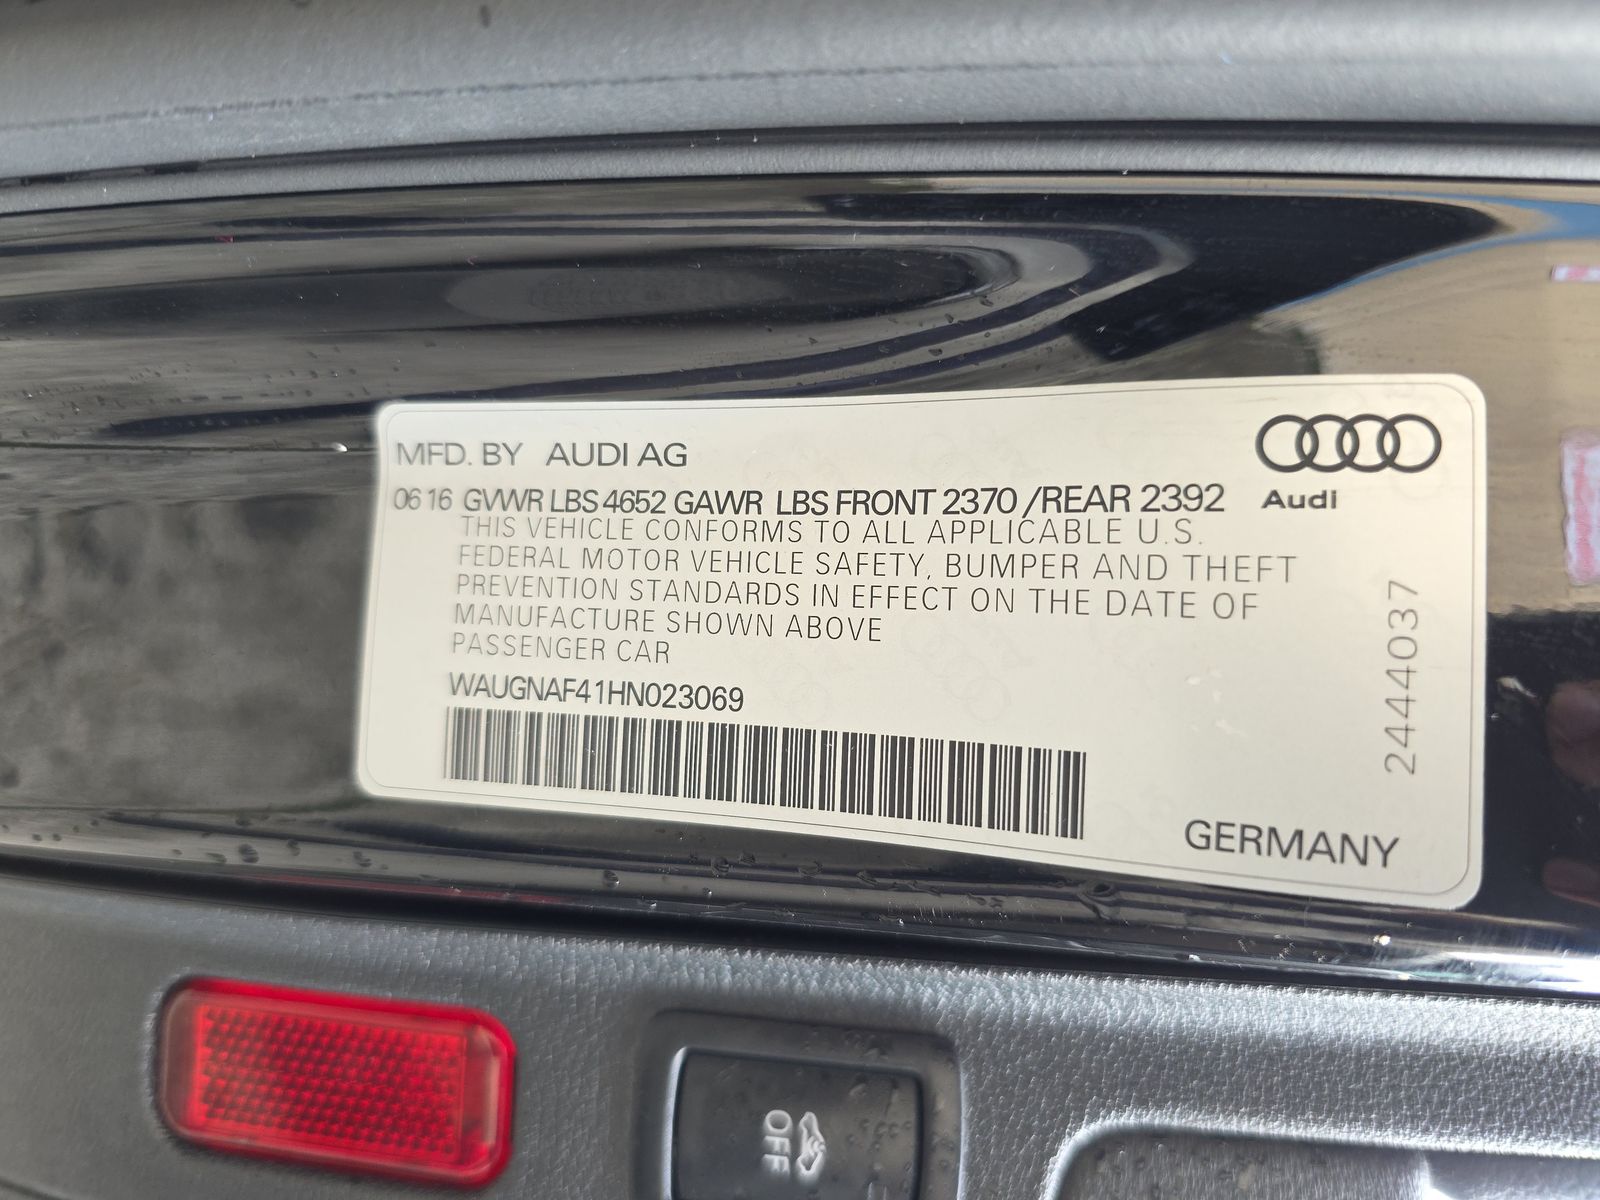 MFD. BY AUDI AG
06 16 GVWR LBS 4652 GAWR LBS FRONT 2370 /REAR 2392
Audi
THIS VEHICLE CONFORMS TO ALL APPLICABLE U.S.
FEDERAL MOTOR VEHICLE SAFETY, BUMPER AND THEFT
PREVENTION STANDARDS IN EFFECT ON THE DATE OF
MANUFACTURE SHOWN ABOVE
PASSENGER CAR
WAUGNAF41HN023069
2444037
GERMANY
OFF